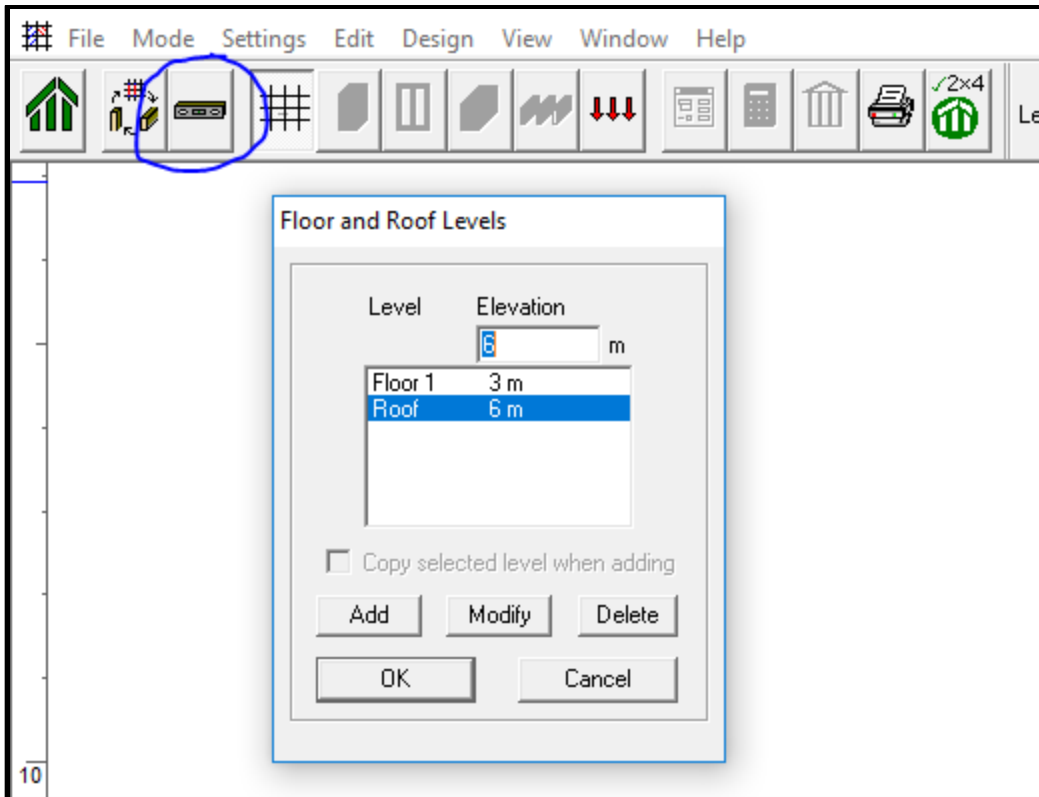 File Mode Settings Edit Design View Window Help
2x4
Le
Floor and Roof Levels
Level Elevation
6 m
Floor 1 3 m
Roof 6 m
Copy selected level when adding
Add Modify Delete
OK Cancel
10